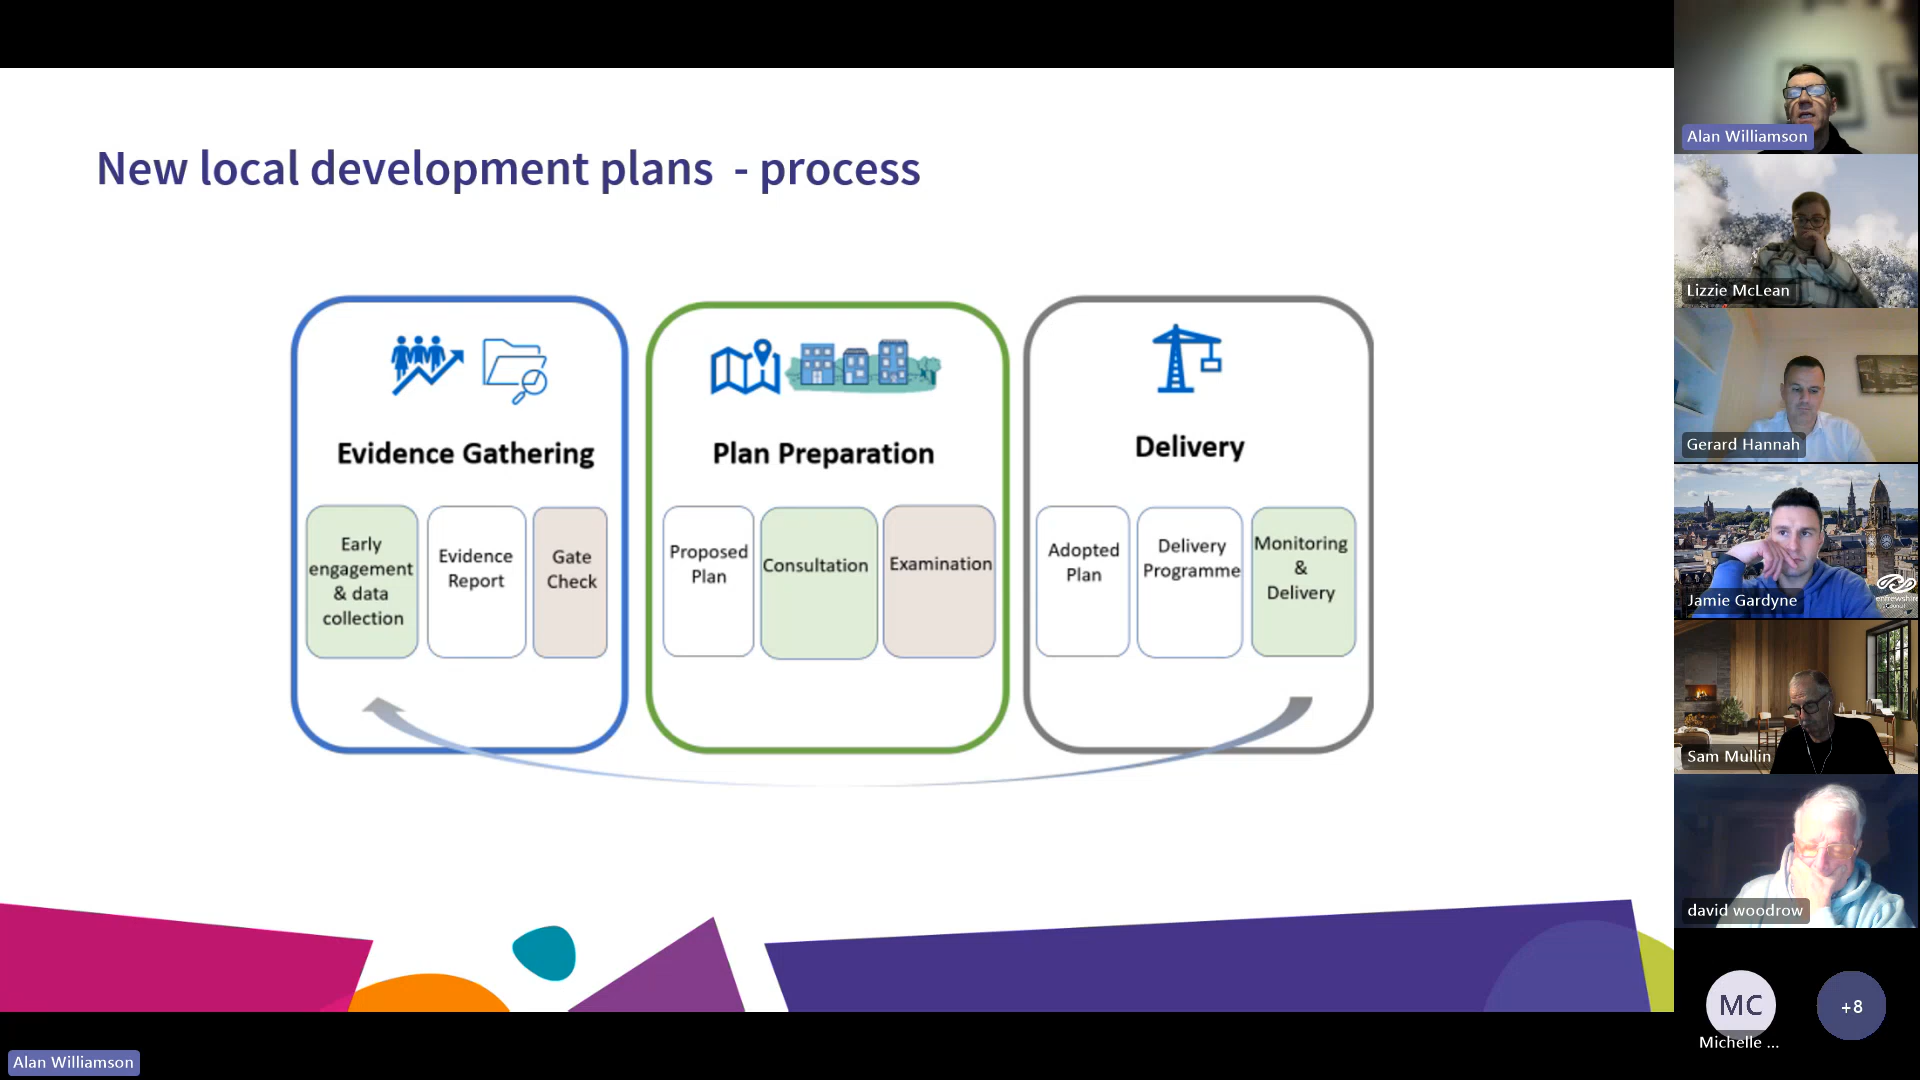 New local development plans - process
Evidence Gathering
Early
engagement
& data
collection
Evidence
Report
Gate
Check
Plan Preparation
Proposed
Plan
Consultation
Examination
Delivery
Adopted
Plan
Delivery
Programme
Monitoring
&
Delivery
Alan Williamson
Lizzie McLean
Gerard Hannah
Jamie Gardyne
Sam Mullin
david woodrow
MC
Michelle ...
+8
Alan Williamson